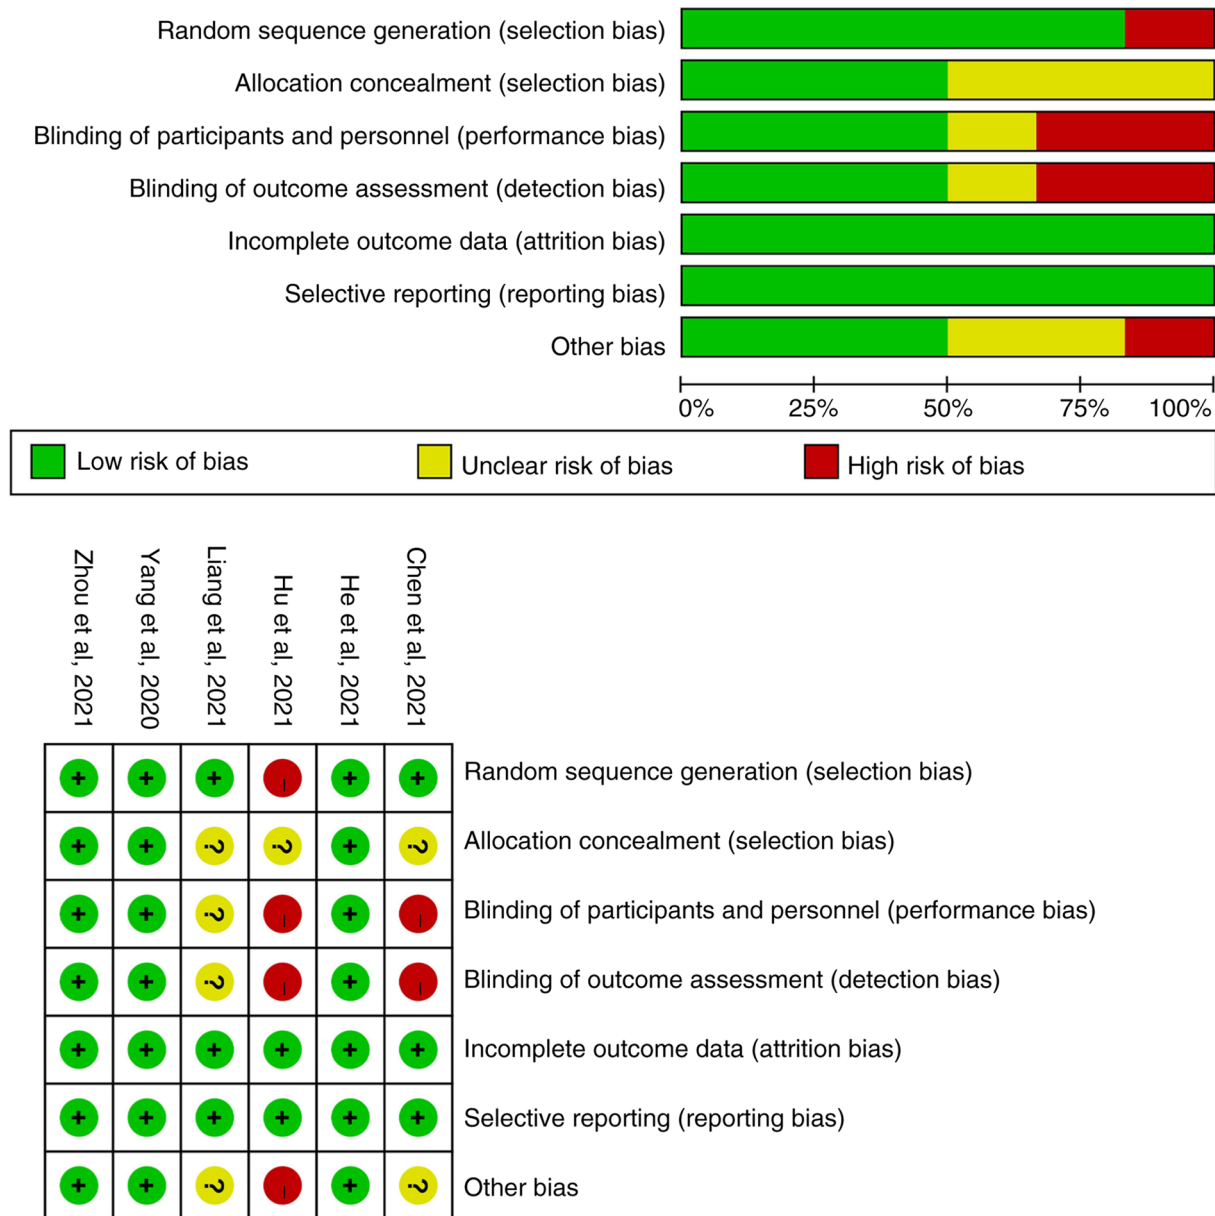 Random sequence generation (selection bias)
Allocation concealment (selection bias)
Blinding of participants and personnel (performance bias)
Blinding of outcome assessment (detection bias)
Incomplete outcome data (attrition bias)
Selective reporting (reporting bias)
Other bias
0% 25% 50% 75% 100%
Low risk of bias Unclear risk of bias High risk of bias
Zhou et al, 2021
Yang et al, 2020
Liang et al, 2021
Hu et al, 2021
He et al, 2021
Chen et al, 2021
+ + + – + + Random sequence generation (selection bias)
+ + ? ? + ? Allocation concealment (selection bias)
+ + ? – + – Blinding of participants and personnel (performance bias)
+ + ? – + – Blinding of outcome assessment (detection bias)
+ + + + + + Incomplete outcome data (attrition bias)
+ + + + + + Selective reporting (reporting bias)
+ + ? – + ? Other bias